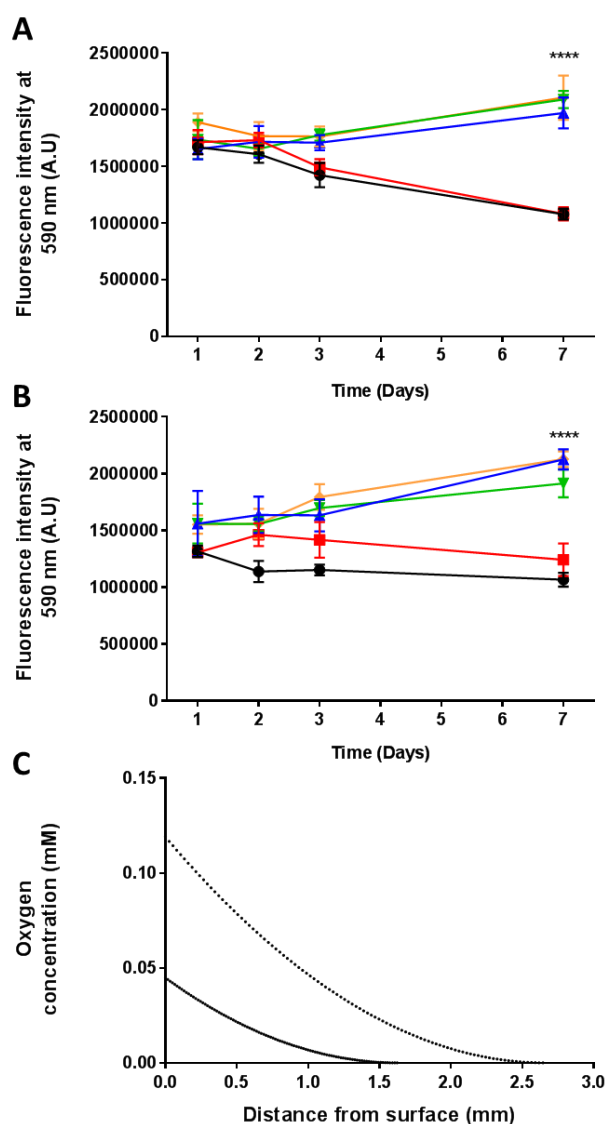 A
Fluorescence intensity at
590 nm (A.U)
2500000
2000000
1500000
1000000
500000
0
****
1 2 3 4 5 6 7
Time (Days)
B
Fluorescence intensity at
590 nm (A.U)
2500000
2000000
1500000
1000000
500000
0
****
1 2 3 4 5 6 7
Time (Days)
C
Oxygen
concentration (mM)
0.15
0.10
0.05
0.00
0.0 0.5 1.0 1.5 2.0 2.5 3.0
Distance from surface (mm)